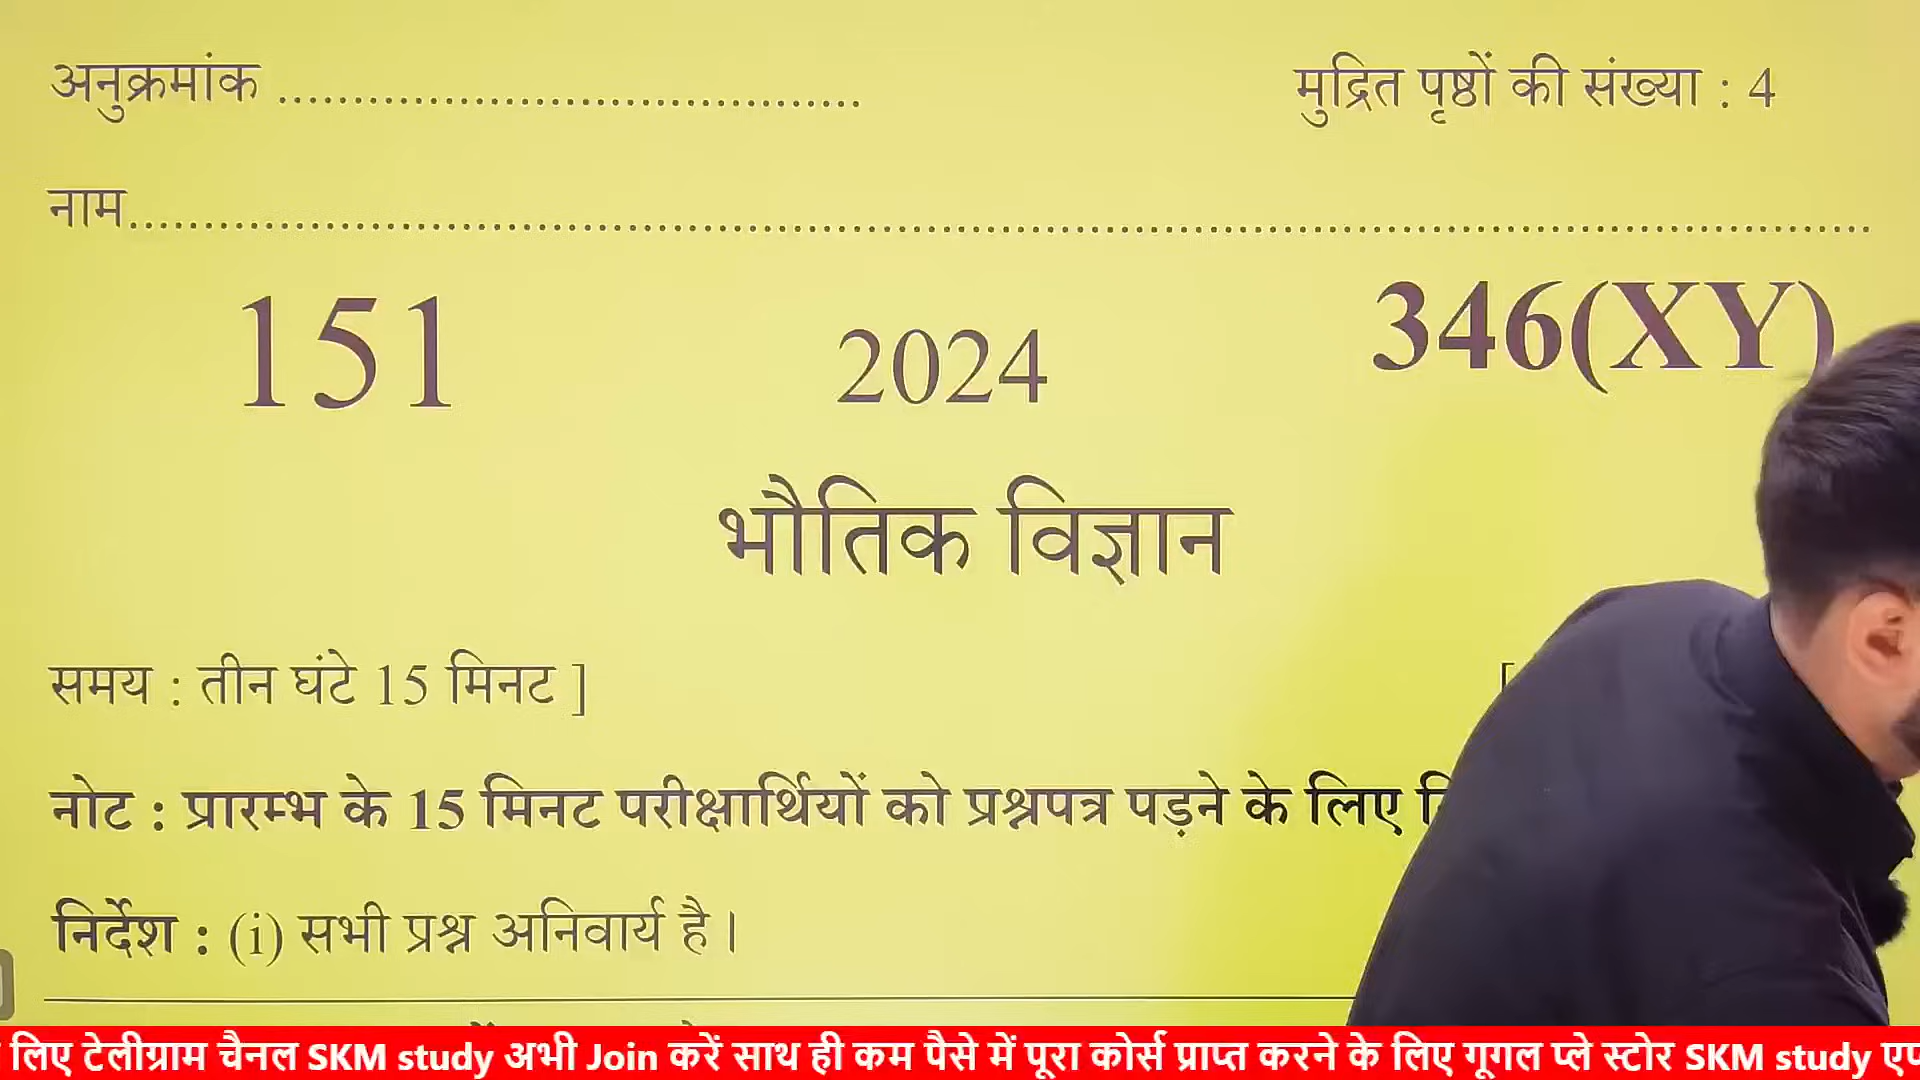 अनुक्रमांक ........................................ मुद्रित पृष्ठों की संख्या : 4
नाम....................................................................................................................
151 2024 346(XY)
भौतिक विज्ञान
समय : तीन घंटे 15 मिनट ] [
नोट : प्रारम्भ के 15 मिनट परीक्षार्थियों को प्रश्नपत्र पड़ने के लिए
निर्देश : (i) सभी प्रश्न अनिवार्य है।
लिए टेलीग्राम चैनल SKM study अभी Join करें साथ ही कम पैसे में पूरा कोर्स प्राप्त करने के लिए गूगल प्ले स्टोर SKM study